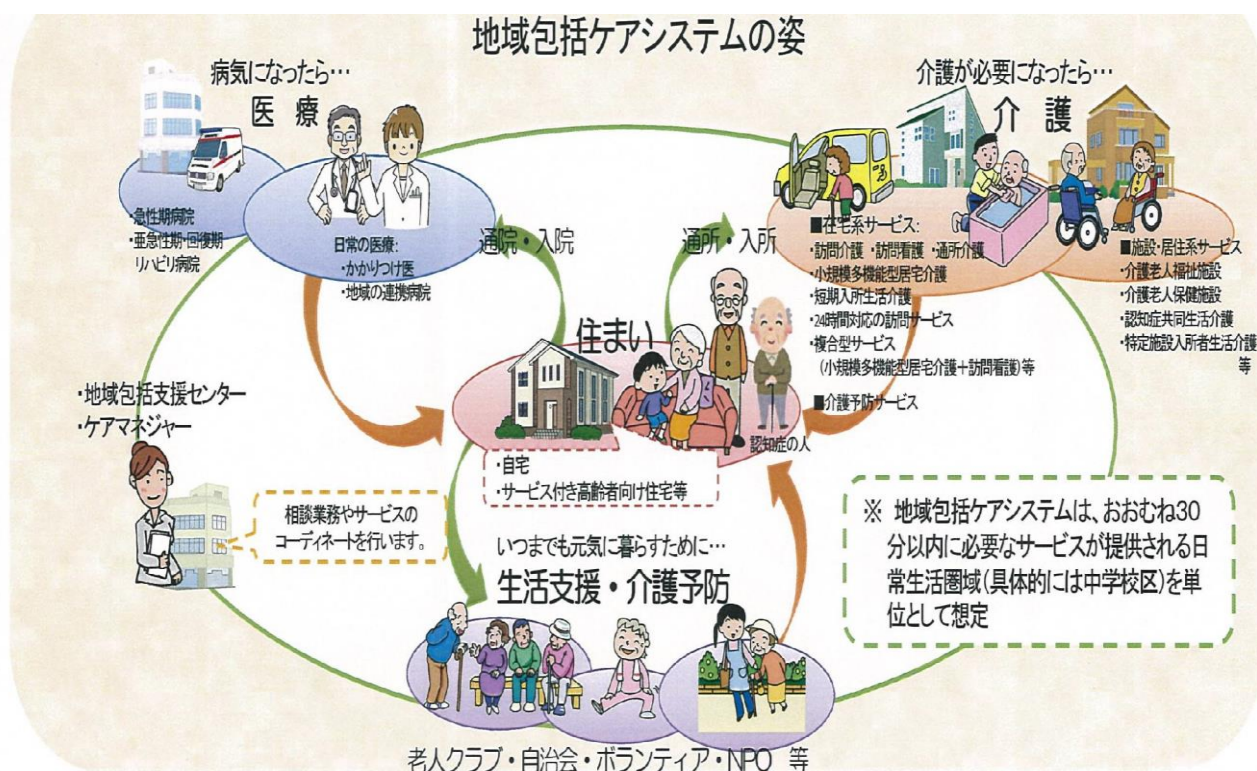 地域包括ケアシステムの姿
病気になったら…
医 療
・急性期病院
・亜急性期・回復期
リハビリ病院
日常の医療:
・かかりつけ医
・地域の連携病院
通院・入院
介護が必要になったら…
介 護
通所・入所
■在宅系サービス:
・訪問介護 ・訪問看護 ・通所介護
・小規模多機能型居宅介護
・短期入所生活介護
・24時間対応の訪問サービス
・複合型サービス
(小規模多機能型居宅介護+訪問看護)等
■介護予防サービス
■施設・居住系サービス
・介護老人福祉施設
・介護老人保健施設
・認知症共同生活介護
・特定施設入所者生活介護
等
住まい
認知症の人
・自宅
・サービス付き高齢者向け住宅等
・地域包括支援センター
・ケアマネジャー
相談業務やサービスの
コーディネートを行います。
いつまでも元気に暮らすために…
生活支援・介護予防
老人クラブ・自治会・ボランティア・NPO 等
※ 地域包括ケアシステムは、おおむね30
分以内に必要なサービスが提供される日
常生活圏域(具体的には中学校区)を単
位として想定